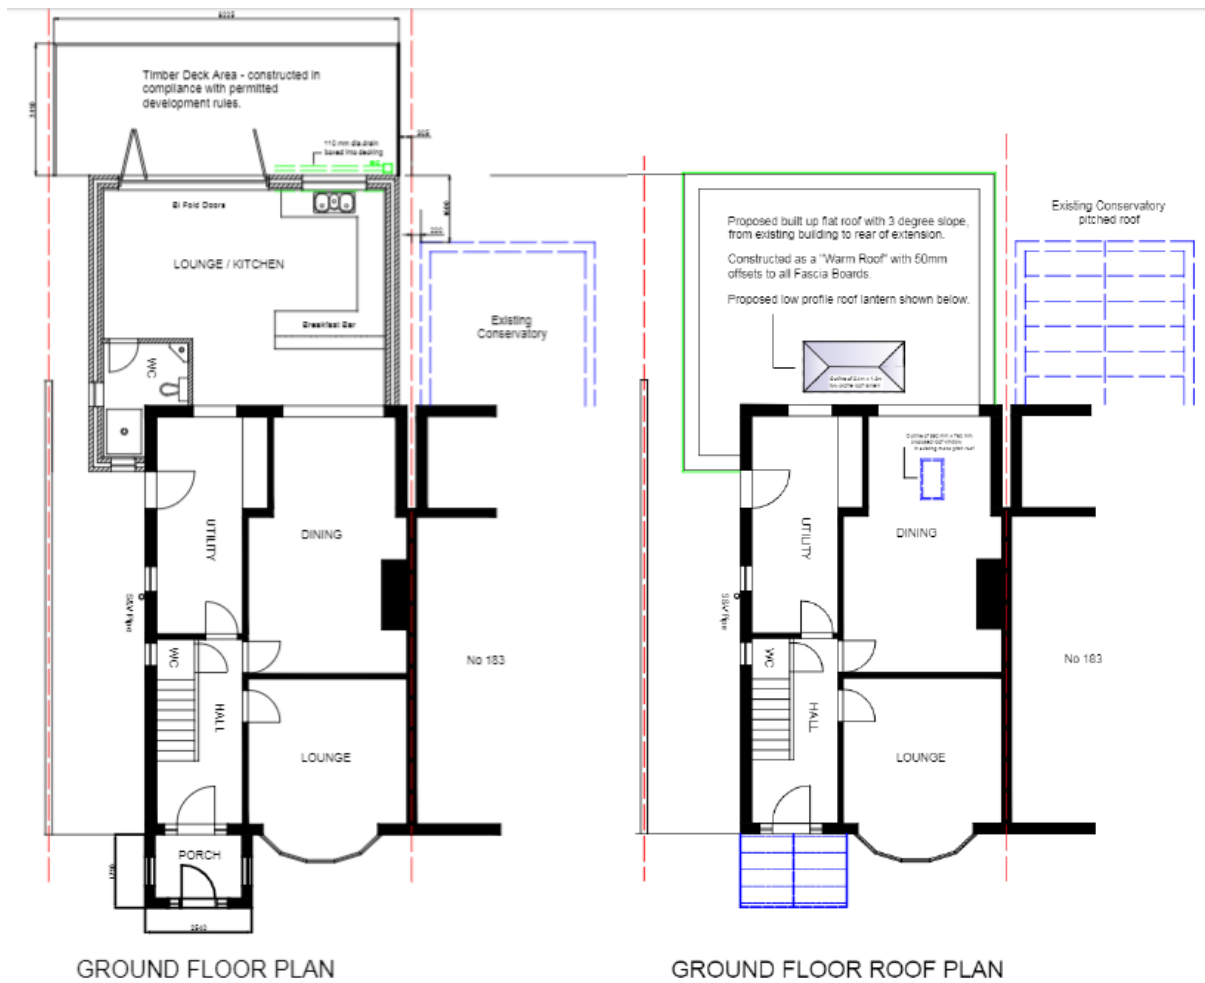 Timber Deck Area - constructed in
compliance with permitted
development rules.
110 mm dia drain
boxed into decking
Bi Fold Doors
LOUNGE / KITCHEN
Breakfast Bar
WC
Existing
Conservatory
UTILITY
DINING
S&V Pipe
WC
HALL
No 183
LOUNGE
PORCH
GROUND FLOOR PLAN
Proposed built up flat roof with 3 degree slope,
from existing building to rear of extension.
Constructed as a "Warm Roof" with 50mm
offsets to all Fascia Boards.
Proposed low profile roof lantern shown below.
Existing Conservatory
pitched roof
UTILITY
DINING
S&V Pipe
WC
HALL
No 183
LOUNGE
GROUND FLOOR ROOF PLAN